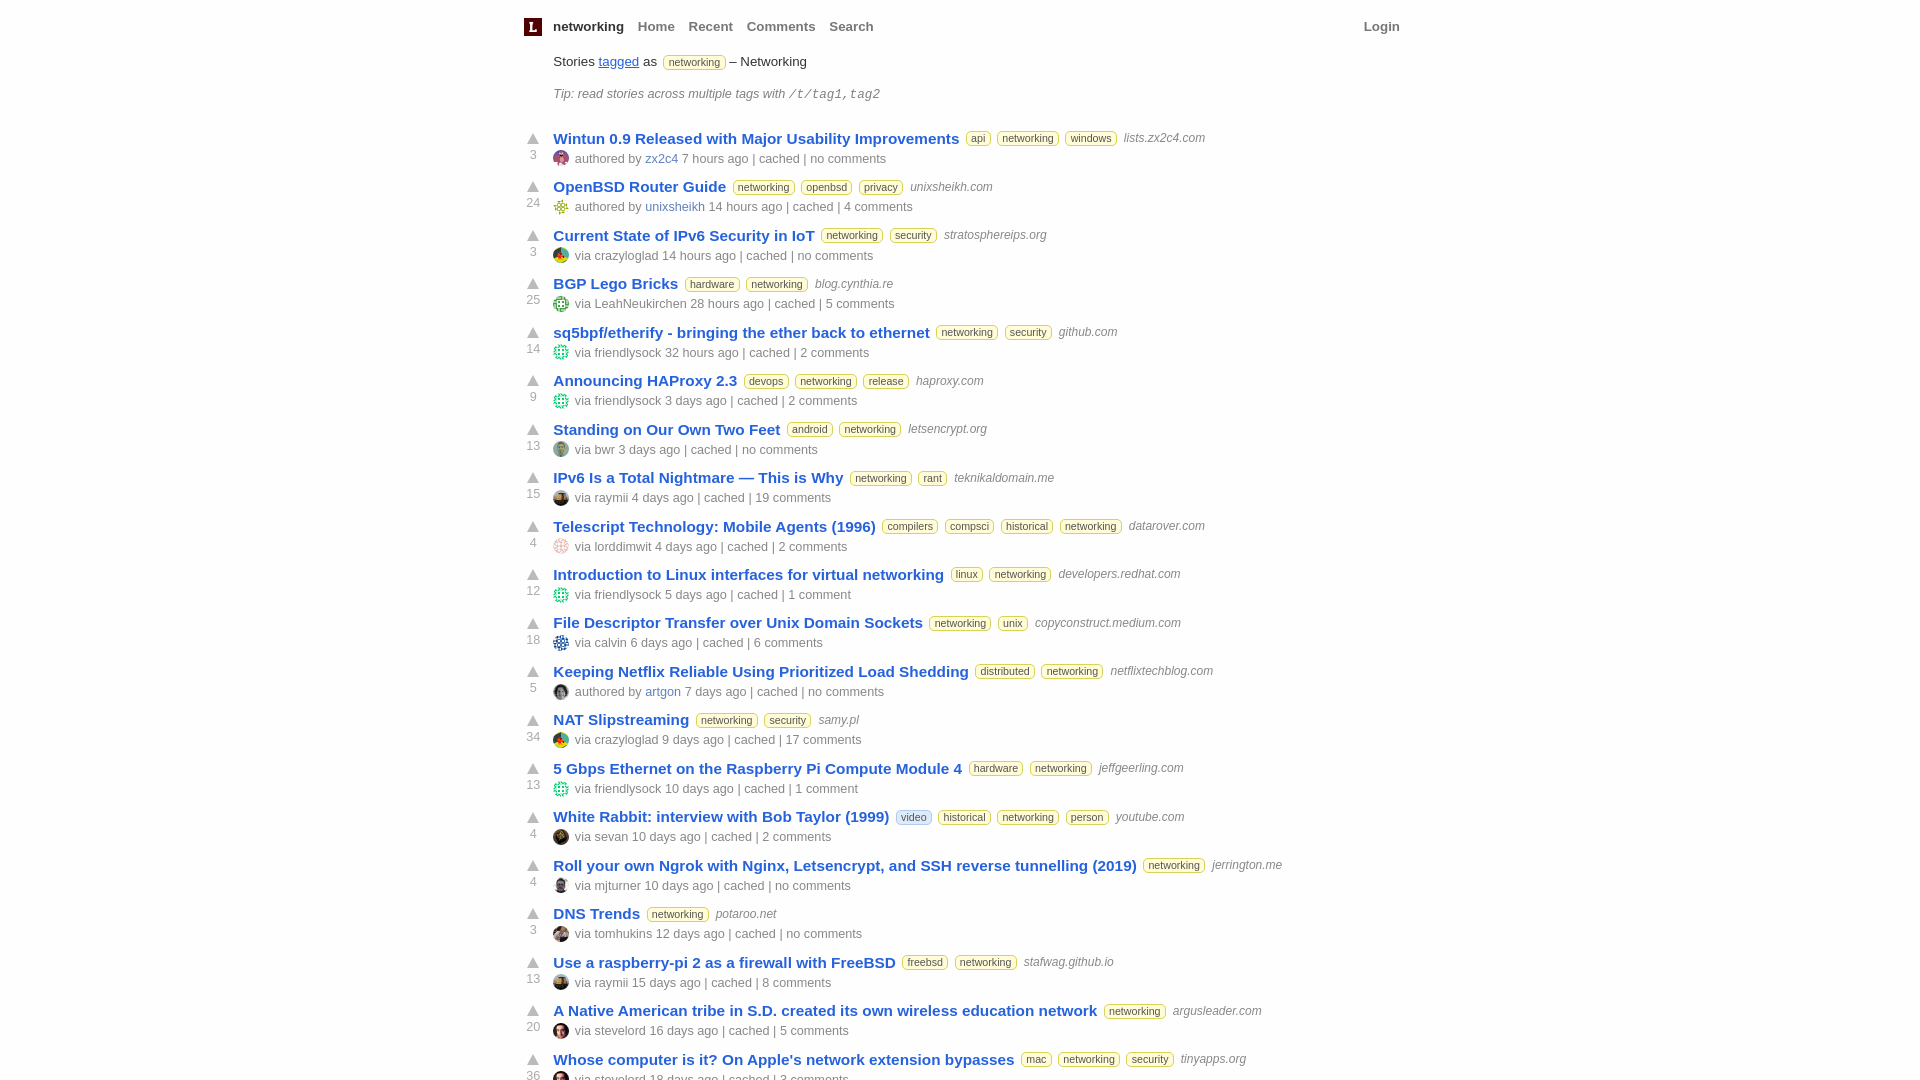 L networking Home Recent Comments Search Login
Stories tagged as networking – Networking
Tip: read stories across multiple tags with /t/tag1,tag2
Wintun 0.9 Released with Major Usability Improvements api networking windows lists.zx2c4.com
3 authored by zx2c4 7 hours ago | cached | no comments
OpenBSD Router Guide networking openbsd privacy unixsheikh.com
24 authored by unixsheikh 14 hours ago | cached | 4 comments
Current State of IPv6 Security in IoT networking security stratosphereips.org
3 via crazyloglad 14 hours ago | cached | no comments
BGP Lego Bricks hardware networking blog.cynthia.re
25 via LeahNeukirchen 28 hours ago | cached | 5 comments
sq5bpf/etherify - bringing the ether back to ethernet networking security github.com
14 via friendlysock 32 hours ago | cached | 2 comments
Announcing HAProxy 2.3 devops networking release haproxy.com
9 via friendlysock 3 days ago | cached | 2 comments
Standing on Our Own Two Feet android networking letsencrypt.org
13 via bwr 3 days ago | cached | no comments
IPv6 Is a Total Nightmare — This is Why networking rant teknikaldomain.me
15 via raymii 4 days ago | cached | 19 comments
Telescript Technology: Mobile Agents (1996) compilers compsci historical networking datarover.com
4 via lorddimwit 4 days ago | cached | 2 comments
Introduction to Linux interfaces for virtual networking linux networking developers.redhat.com
12 via friendlysock 5 days ago | cached | 1 comment
File Descriptor Transfer over Unix Domain Sockets networking unix copyconstruct.medium.com
18 via calvin 6 days ago | cached | 6 comments
Keeping Netflix Reliable Using Prioritized Load Shedding distributed networking netflixtechblog.com
5 authored by artgon 7 days ago | cached | no comments
NAT Slipstreaming networking security samy.pl
34 via crazyloglad 9 days ago | cached | 17 comments
5 Gbps Ethernet on the Raspberry Pi Compute Module 4 hardware networking jeffgeerling.com
13 via friendlysock 10 days ago | cached | 1 comment
White Rabbit: interview with Bob Taylor (1999) video historical networking person youtube.com
4 via sevan 10 days ago | cached | 2 comments
Roll your own Ngrok with Nginx, Letsencrypt, and SSH reverse tunnelling (2019) networking jerrington.me
4 via mjturner 10 days ago | cached | no comments
DNS Trends networking potaroo.net
3 via tomhukins 12 days ago | cached | no comments
Use a raspberry-pi 2 as a firewall with FreeBSD freebsd networking stafwag.github.io
13 via raymii 15 days ago | cached | 8 comments
A Native American tribe in S.D. created its own wireless education network networking argusleader.com
20 via stevelord 16 days ago | cached | 5 comments
Whose computer is it? On Apple's network extension bypasses mac networking security tinyapps.org
36 via stevelord 18 days ago | cached | 3 comments